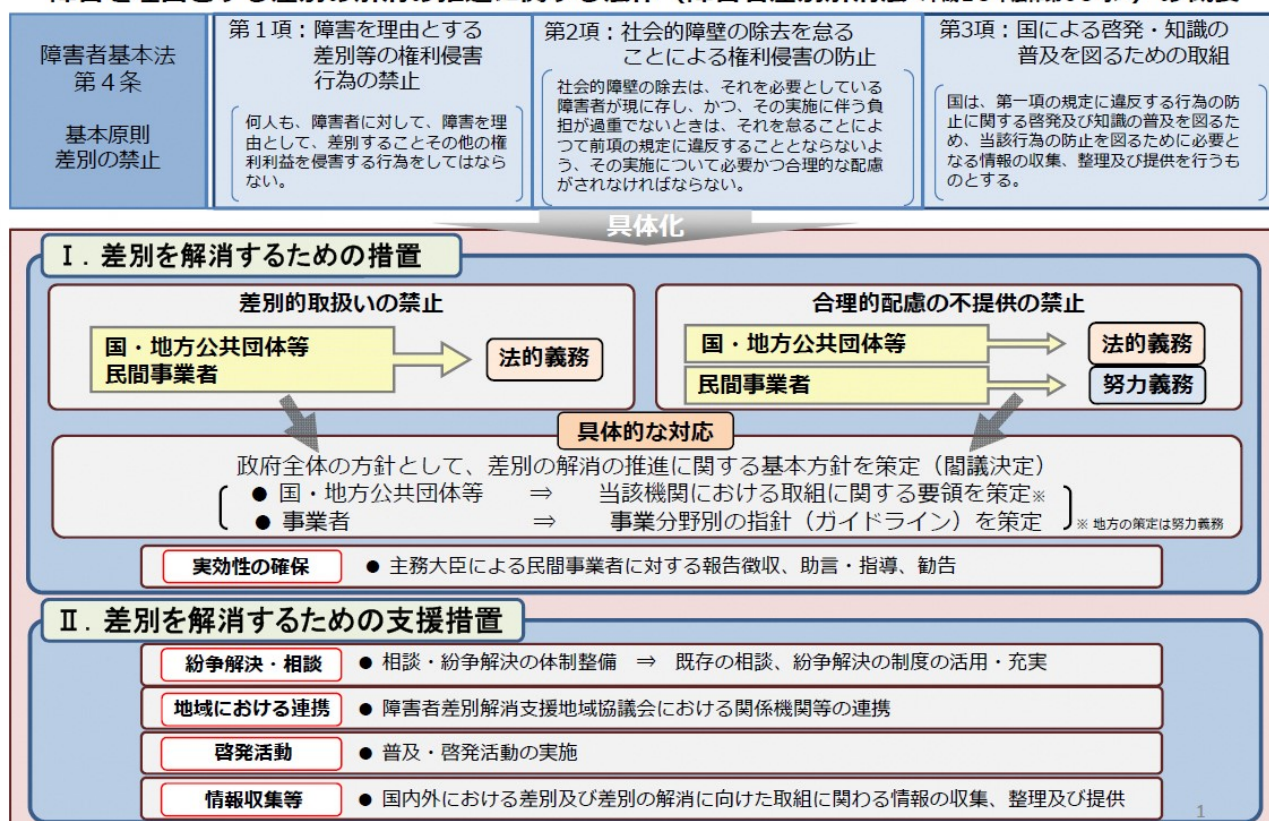 障害者基本法
第４条
基本原則
差別の禁止
第１項：障害を理由とする
差別等の権利侵害
行為の禁止
何人も、障害者に対して、障害を理
由として、差別することその他の権
利利益を侵害する行為をしてはなら
ない。
第2項：社会的障壁の除去を怠る
ことによる権利侵害の防止
社会的障壁の除去は、それを必要としている
障害者が現に存し、かつ、その実施に伴う負
担が過重でないときは、それを怠ることによ
つて前項の規定に違反することとならないよ
う、その実施について必要かつ合理的な配慮
がされなければならない。
第3項：国による啓発・知識の
普及を図るための取組
国は、第一項の規定に違反する行為の防
止に関する啓発及び知識の普及を図るた
め、当該行為の防止を図るために必要と
なる情報の収集、整理及び提供を行うも
のとする。
具体化
Ⅰ．差別を解消するための措置
差別的取扱いの禁止
国・地方公共団体等
民間事業者
法的義務
合理的配慮の不提供の禁止
国・地方公共団体等
法的義務
民間事業者
努力義務
具体的な対応
政府全体の方針として、差別の解消の推進に関する基本方針を策定（閣議決定）
● 国・地方公共団体等 ⇒ 当該機関における取組に関する要領を策定※
● 事業者 ⇒ 事業分野別の指針（ガイドライン）を策定
※ 地方の策定は努力義務
実効性の確保 ● 主務大臣による民間事業者に対する報告徴収、助言・指導、勧告
Ⅱ．差別を解消するための支援措置
紛争解決・相談 ● 相談・紛争解決の体制整備 ⇒ 既存の相談、紛争解決の制度の活用・充実
地域における連携 ● 障害者差別解消支援地域協議会における関係機関等の連携
啓発活動 ● 普及・啓発活動の実施
情報収集等 ● 国内外における差別及び差別の解消に向けた取組に関わる情報の収集、整理及び提供
1